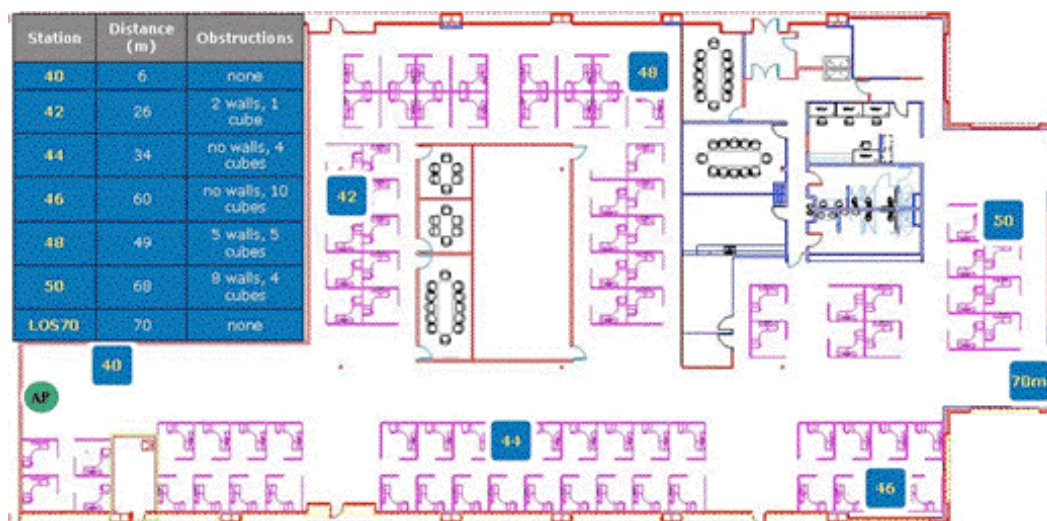 Station Distance (m) Obstructions
40 6 none
42 26 2 walls, 1 cube
44 34 no walls, 4 cubes
46 60 no walls, 10 cubes
48 49 5 walls, 5 cubes
50 68 8 walls, 4 cubes
LOS70 70 none
48
42
50
40
70m
AP
44
46